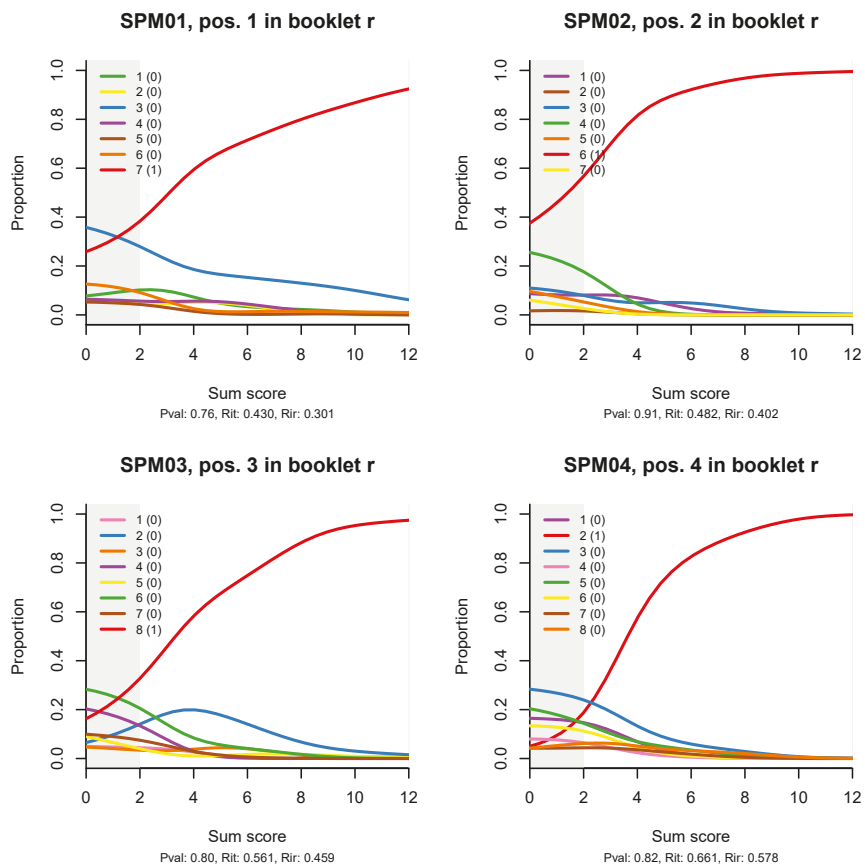 SPM01, pos. 1 in booklet r
Proportion
1.0
0.8
0.6
0.4
0.2
0.0
1 (0)
2 (0)
3 (0)
4 (0)
5 (0)
6 (0)
7 (1)
0 2 4 6 8 10 12
Sum score
Pval: 0.76, Rit: 0.430, Rir: 0.301
SPM02, pos. 2 in booklet r
Proportion
1.0
0.8
0.6
0.4
0.2
0.0
1 (0)
2 (0)
3 (0)
4 (0)
5 (0)
6 (1)
7 (0)
0 2 4 6 8 10 12
Sum score
Pval: 0.91, Rit: 0.482, Rir: 0.402
SPM03, pos. 3 in booklet r
Proportion
1.0
0.8
0.6
0.4
0.2
0.0
1 (0)
2 (0)
3 (0)
4 (0)
5 (0)
6 (0)
7 (0)
8 (1)
0 2 4 6 8 10 12
Sum score
Pval: 0.80, Rit: 0.561, Rir: 0.459
SPM04, pos. 4 in booklet r
Proportion
1.0
0.8
0.6
0.4
0.2
0.0
1 (0)
2 (1)
3 (0)
4 (0)
5 (0)
6 (0)
7 (0)
8 (0)
0 2 4 6 8 10 12
Sum score
Pval: 0.82, Rit: 0.661, Rir: 0.578